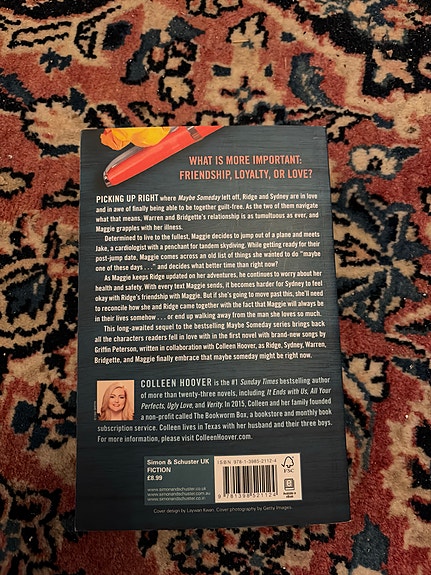 WHAT IS MORE IMPORTANT:
FRIENDSHIP, LOYALTY, OR LOVE?
PICKING UP RIGHT where Maybe Someday left off, Ridge and Sydney are in love
and in awe of finally being able to be together guilt-free. As the two of them navigate
what that means, Warren and Bridgette's relationship is as tumultuous as ever, and
Maggie grapples with her illness.
Determined to live to the fullest, Maggie decides to jump out of a plane and meets
Jake, a cardiologist with a penchant for tandem skydiving. While getting ready for their
post-jump date, Maggie comes across an old list of things she wanted to do "maybe
one of these days . . ." and decides what better time than right now?
As Maggie keeps Ridge updated on her adventures, he continues to worry about her
health and safety. With every text Maggie sends, it becomes harder for Sydney to feel
okay with Ridge's friendship with Maggie. But if she's going to move past this, she'll need
to reconcile how she and Ridge came together with the fact that Maggie will always be
in their lives somehow . . . or end up walking away from the man she loves so much.
This long-awaited sequel to the bestselling Maybe Someday series brings back
all the characters readers fell in love with in the first novel with brand-new songs by
Griffin Peterson, written in collaboration with Colleen Hoover, as Ridge, Sydney, Warren,
Bridgette, and Maggie finally embrace that maybe someday might be right now.
COLLEEN HOOVER is the #1 Sunday Times bestselling author
of more than twenty-three novels, including It Ends with Us, All Your
Perfects, Ugly Love, and Verity. In 2015, Colleen and her family founded
a non-profit called The Bookworm Box, a bookstore and monthly book
subscription service. Colleen lives in Texas with her husband and their three boys.
For more information, please visit ColleenHoover.com.
Simon & Schuster UK
FICTION
£8.99
www.simonandschuster.co.uk
www.simonandschuster.com.au
www.simonandschuster.co.in
ISBN 978-1-3985-2112-4
9 781398 521124
FSC
Cover design by Laywan Kwan. Cover photography by Getty Images.